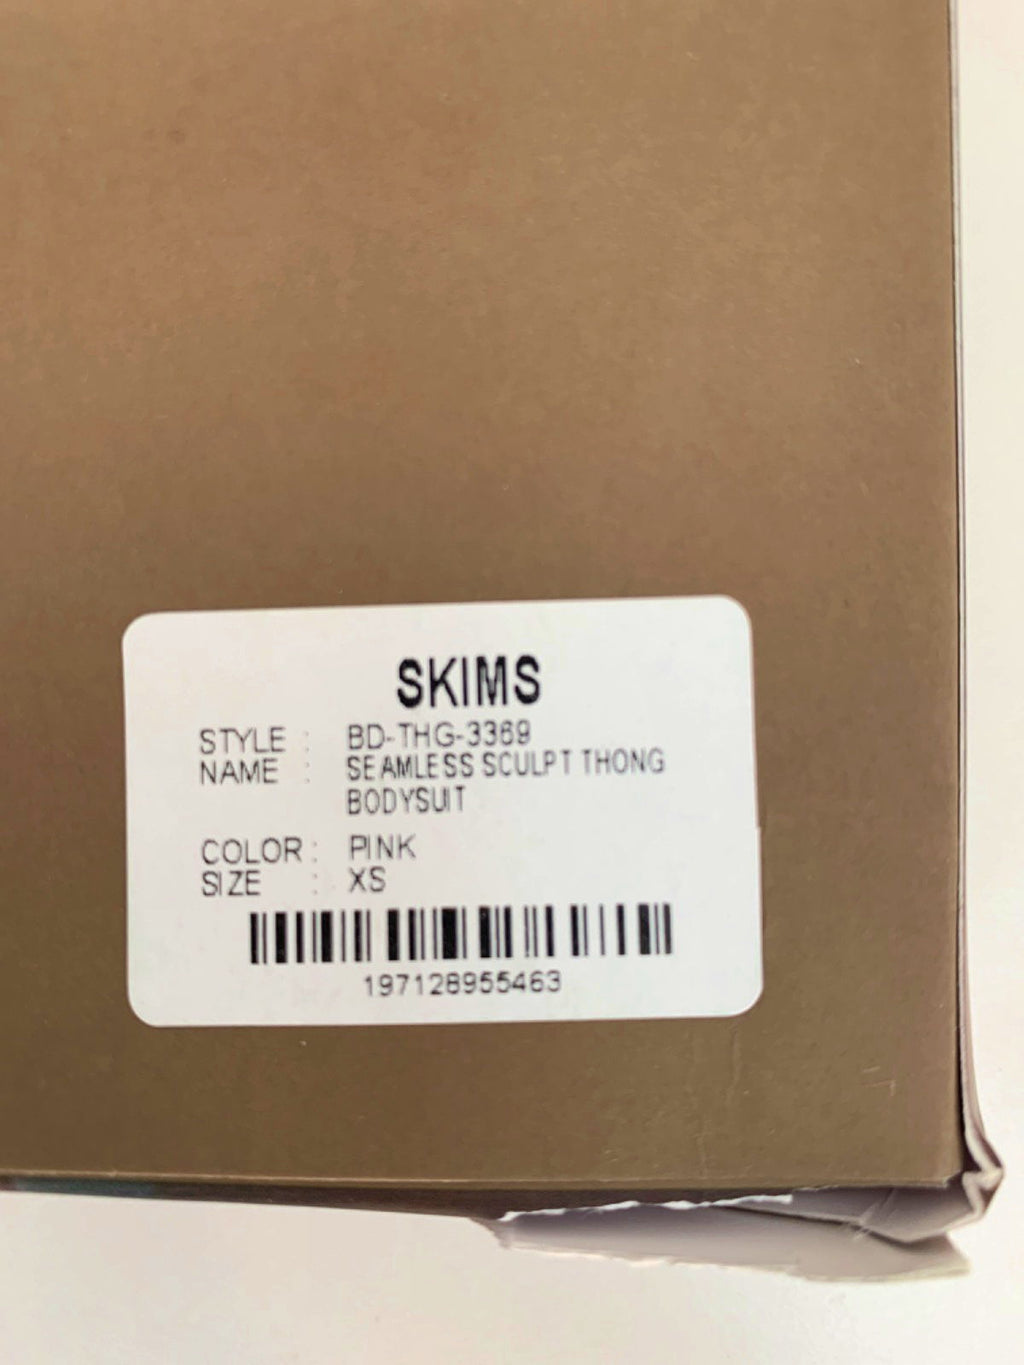 SKIMS
STYLE : BD-THG-3369
NAME : SEAMLESS SCULPT THONG
BODYSUIT
COLOR : PINK
SIZE : XS
197128955463